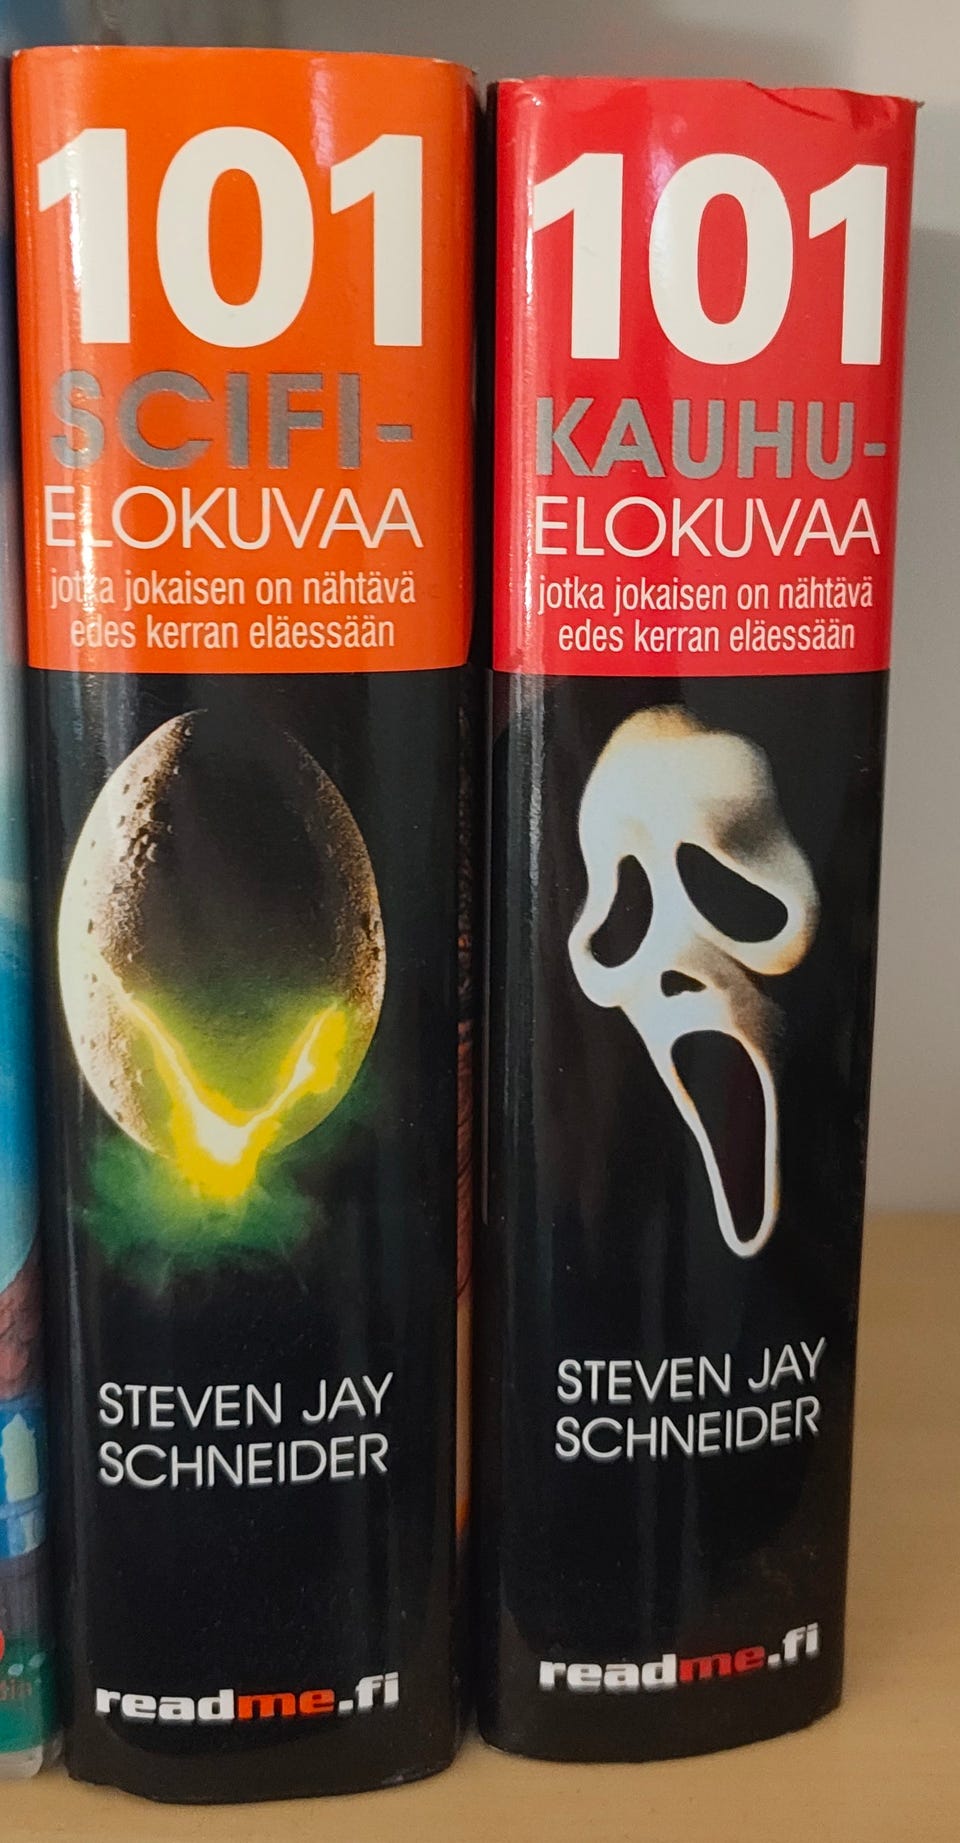 101
SCIFI-
ELOKUVAA
jotka jokaisen on nähtävä
edes kerran eläessään
STEVEN JAY
SCHNEIDER
readme.fi
101
KAUHU-
ELOKUVAA
jotka jokaisen on nähtävä
edes kerran eläessään
STEVEN JAY
SCHNEIDER
readme.fi